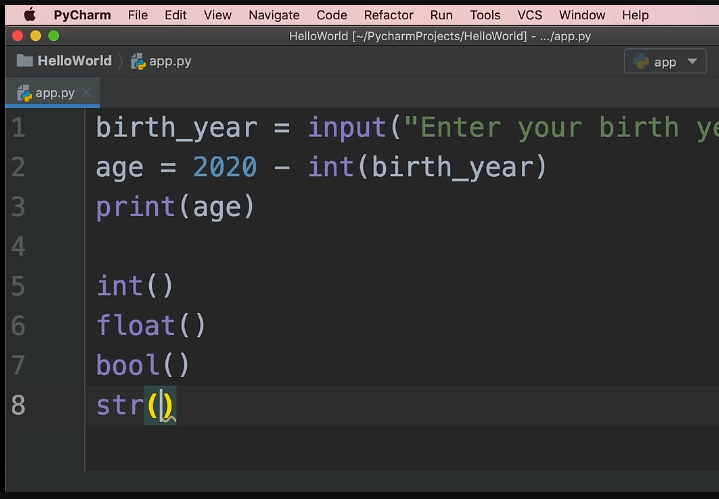 PyCharm File Edit View Navigate Code Refactor Run Tools VCS Window Help
HelloWorld [~/PycharmProjects/HelloWorld] - .../app.py
HelloWorld app.py app
app.py
1 birth_year = input("Enter your birth ye
2 age = 2020 - int(birth_year)
3 print(age)
4
5 int()
6 float()
7 bool()
8 str()